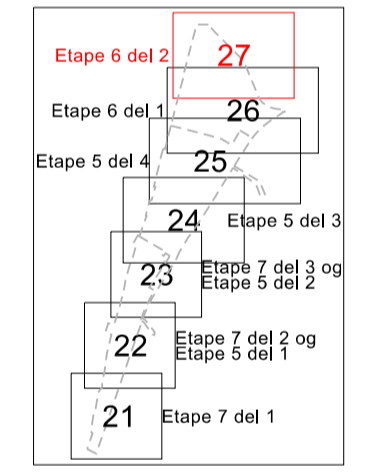 Etape 6 del 2
27
Etape 6 del 1
26
Etape 5 del 4
25
24
Etape 5 del 3
23
Etape 7 del 3 og
Etape 5 del 2
22
Etape 7 del 2 og
Etape 5 del 1
21
Etape 7 del 1